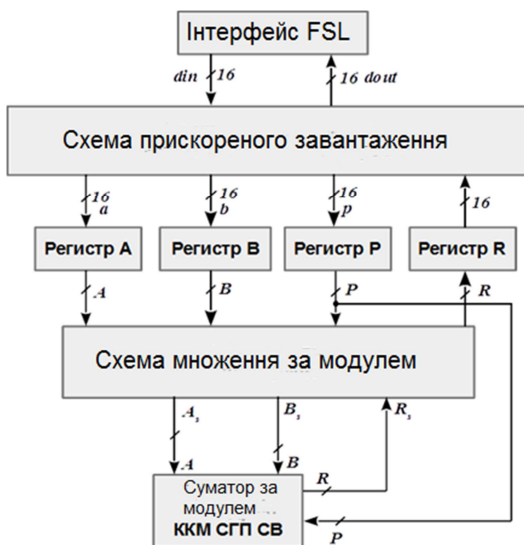 Інтерфейс FSL
din 16 16 dout
Схема прискореного завантаження
16 16 16 16
a b p
Регистр А Регистр В Регистр Р Регистр R
A B P R
Схема множення за модулем
A₃ B₃ R₃
A B R
Суматор за
модулем
ККМ СГП СВ
P